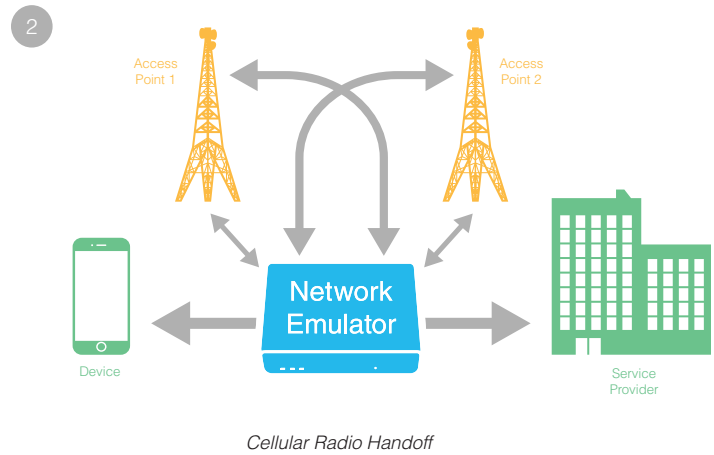 2
Access
Point 1
Access
Point 2
Network
Emulator
Device
Service
Provider
Cellular Radio Handoff